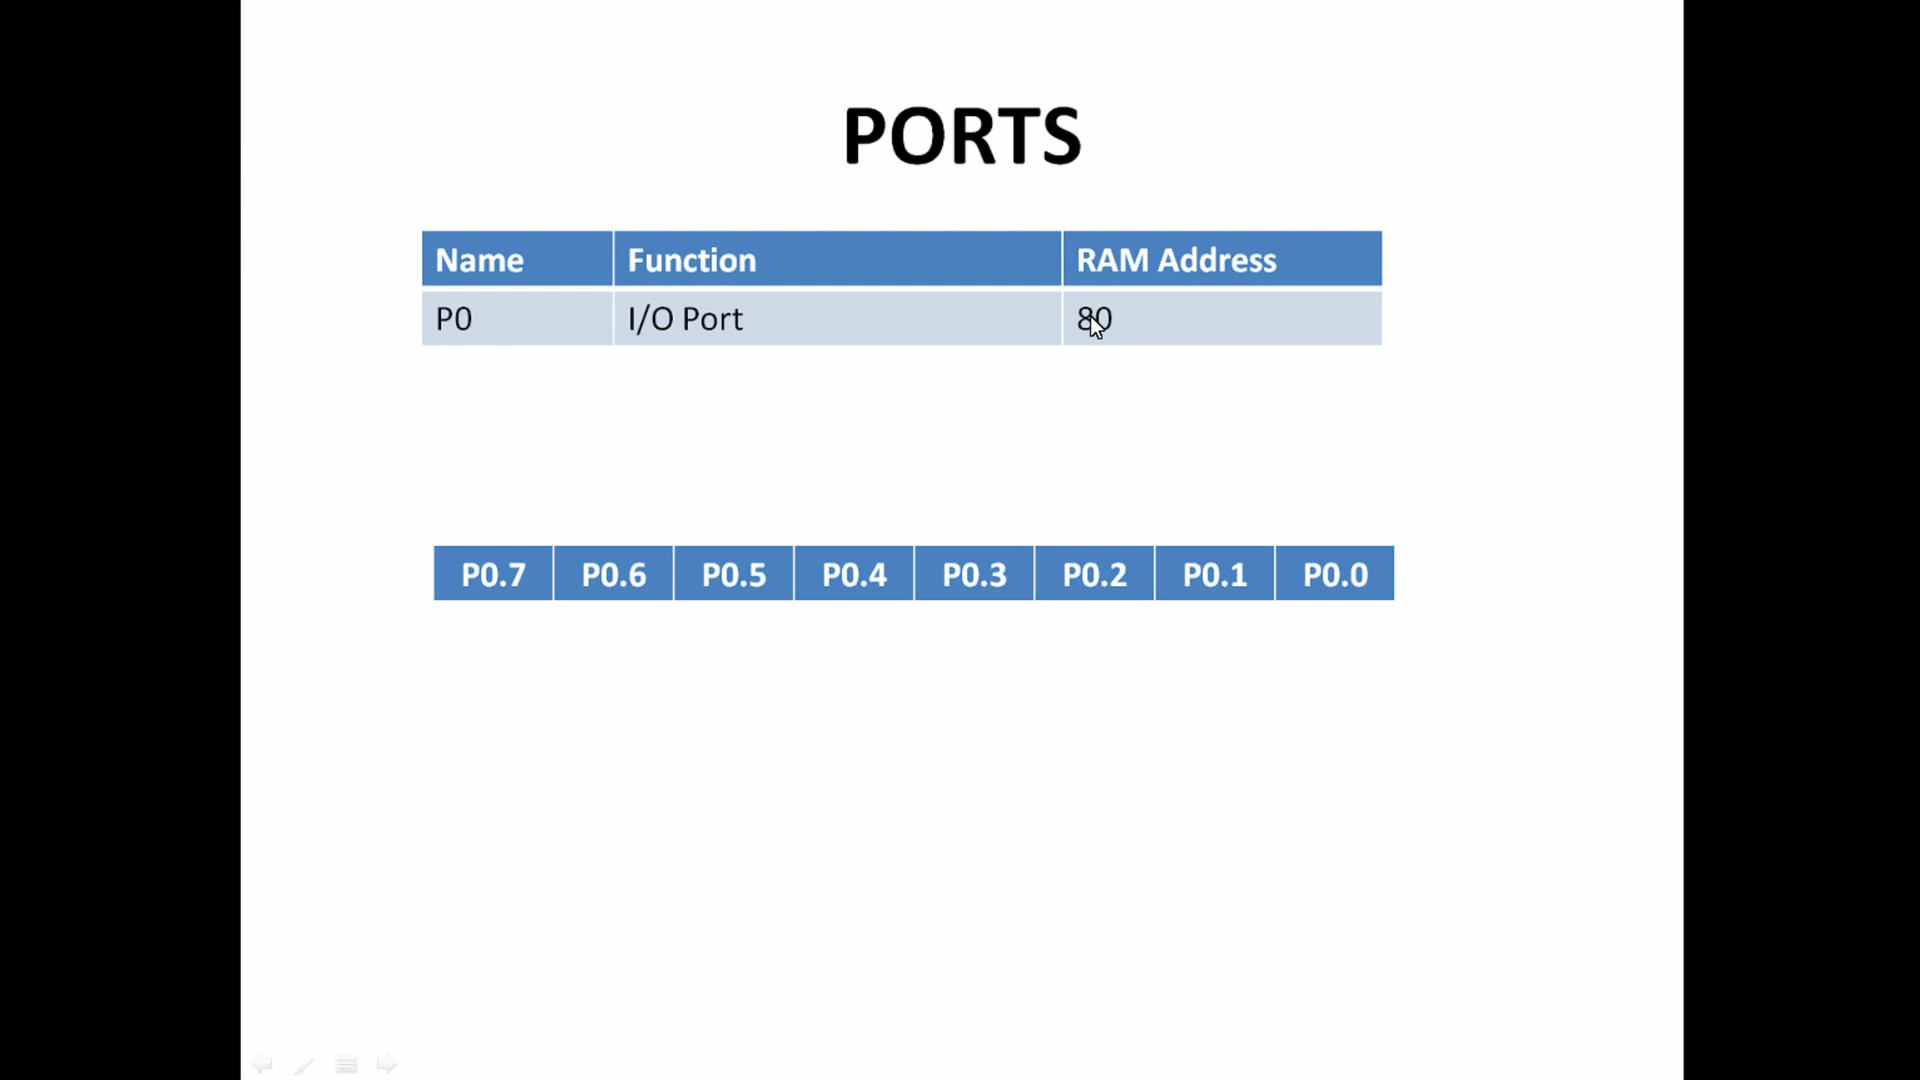 PORTS
Name Function RAM Address
P0 I/O Port 80
P0.7 P0.6 P0.5 P0.4 P0.3 P0.2 P0.1 P0.0